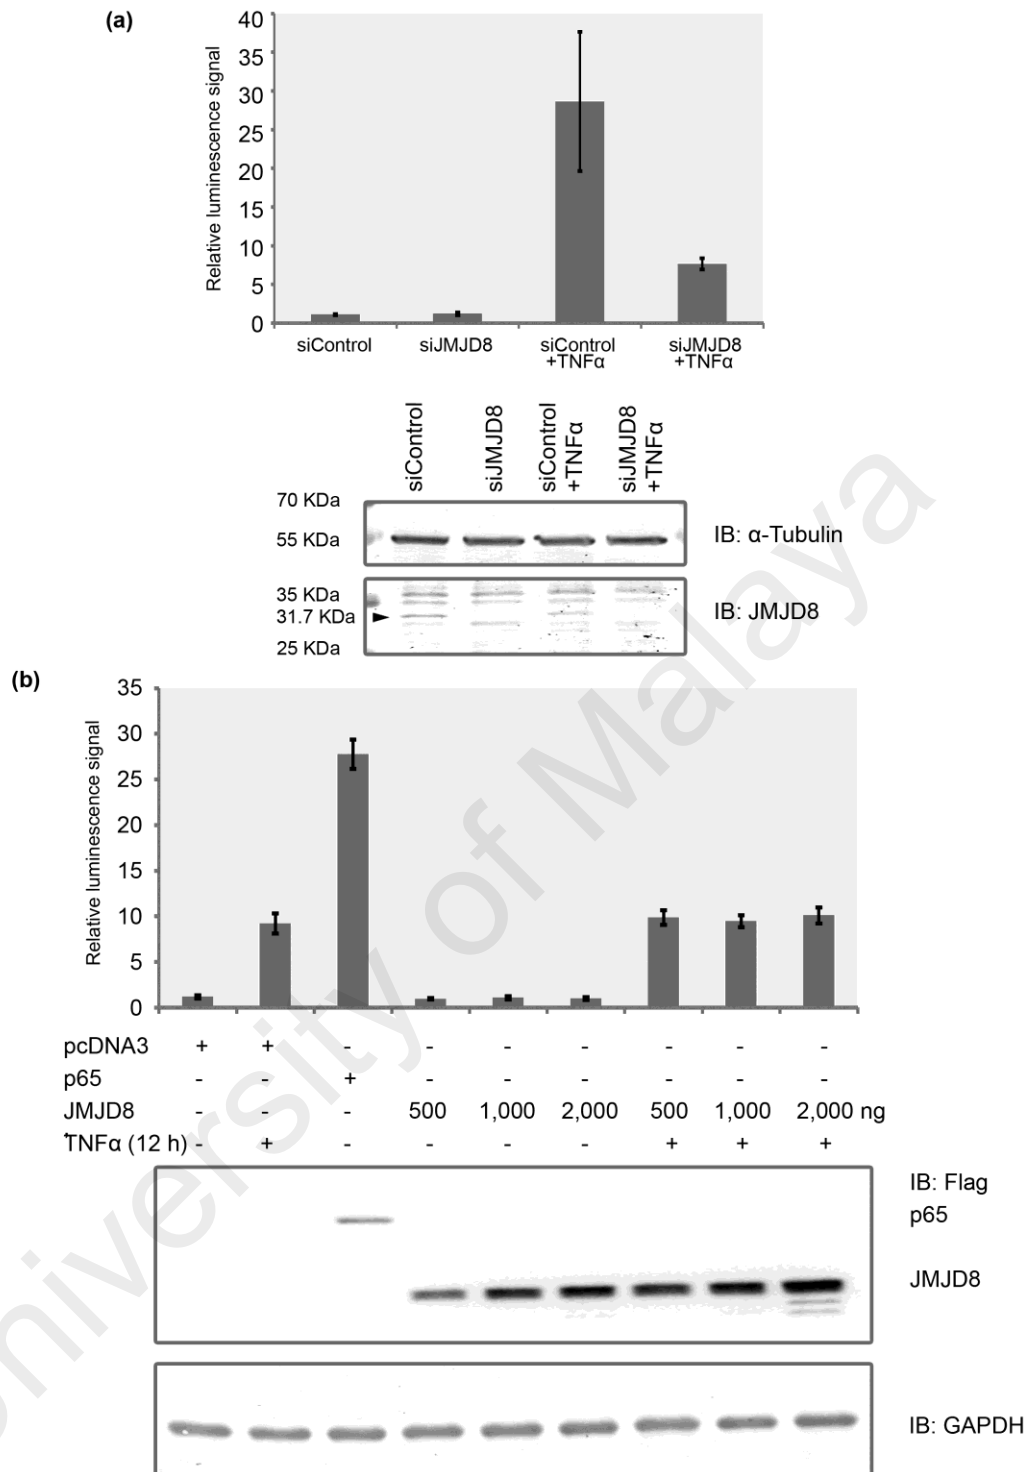 (a)
40
35
30
25
20
15
10
5
0
Relative luminescence signal
siControl siJMJD8 siControl +TNFα siJMJD8 +TNFα
siControl
siJMJD8
siControl +TNFα
siJMJD8 +TNFα
70 KDa
55 KDa
IB: α-Tubulin
35 KDa
31.7 KDa
25 KDa
IB: JMJD8
(b)
35
30
25
20
15
10
5
0
Relative luminescence signal
pcDNA3 + + - - - - - - -
p65 - - + - - - - - -
JMJD8 - - - 500 1,000 2,000 500 1,000 2,000 ng
TNFα (12 h) - + - - - - + + +
IB: Flag
p65
JMJD8
IB: GAPDH
University of Malaya